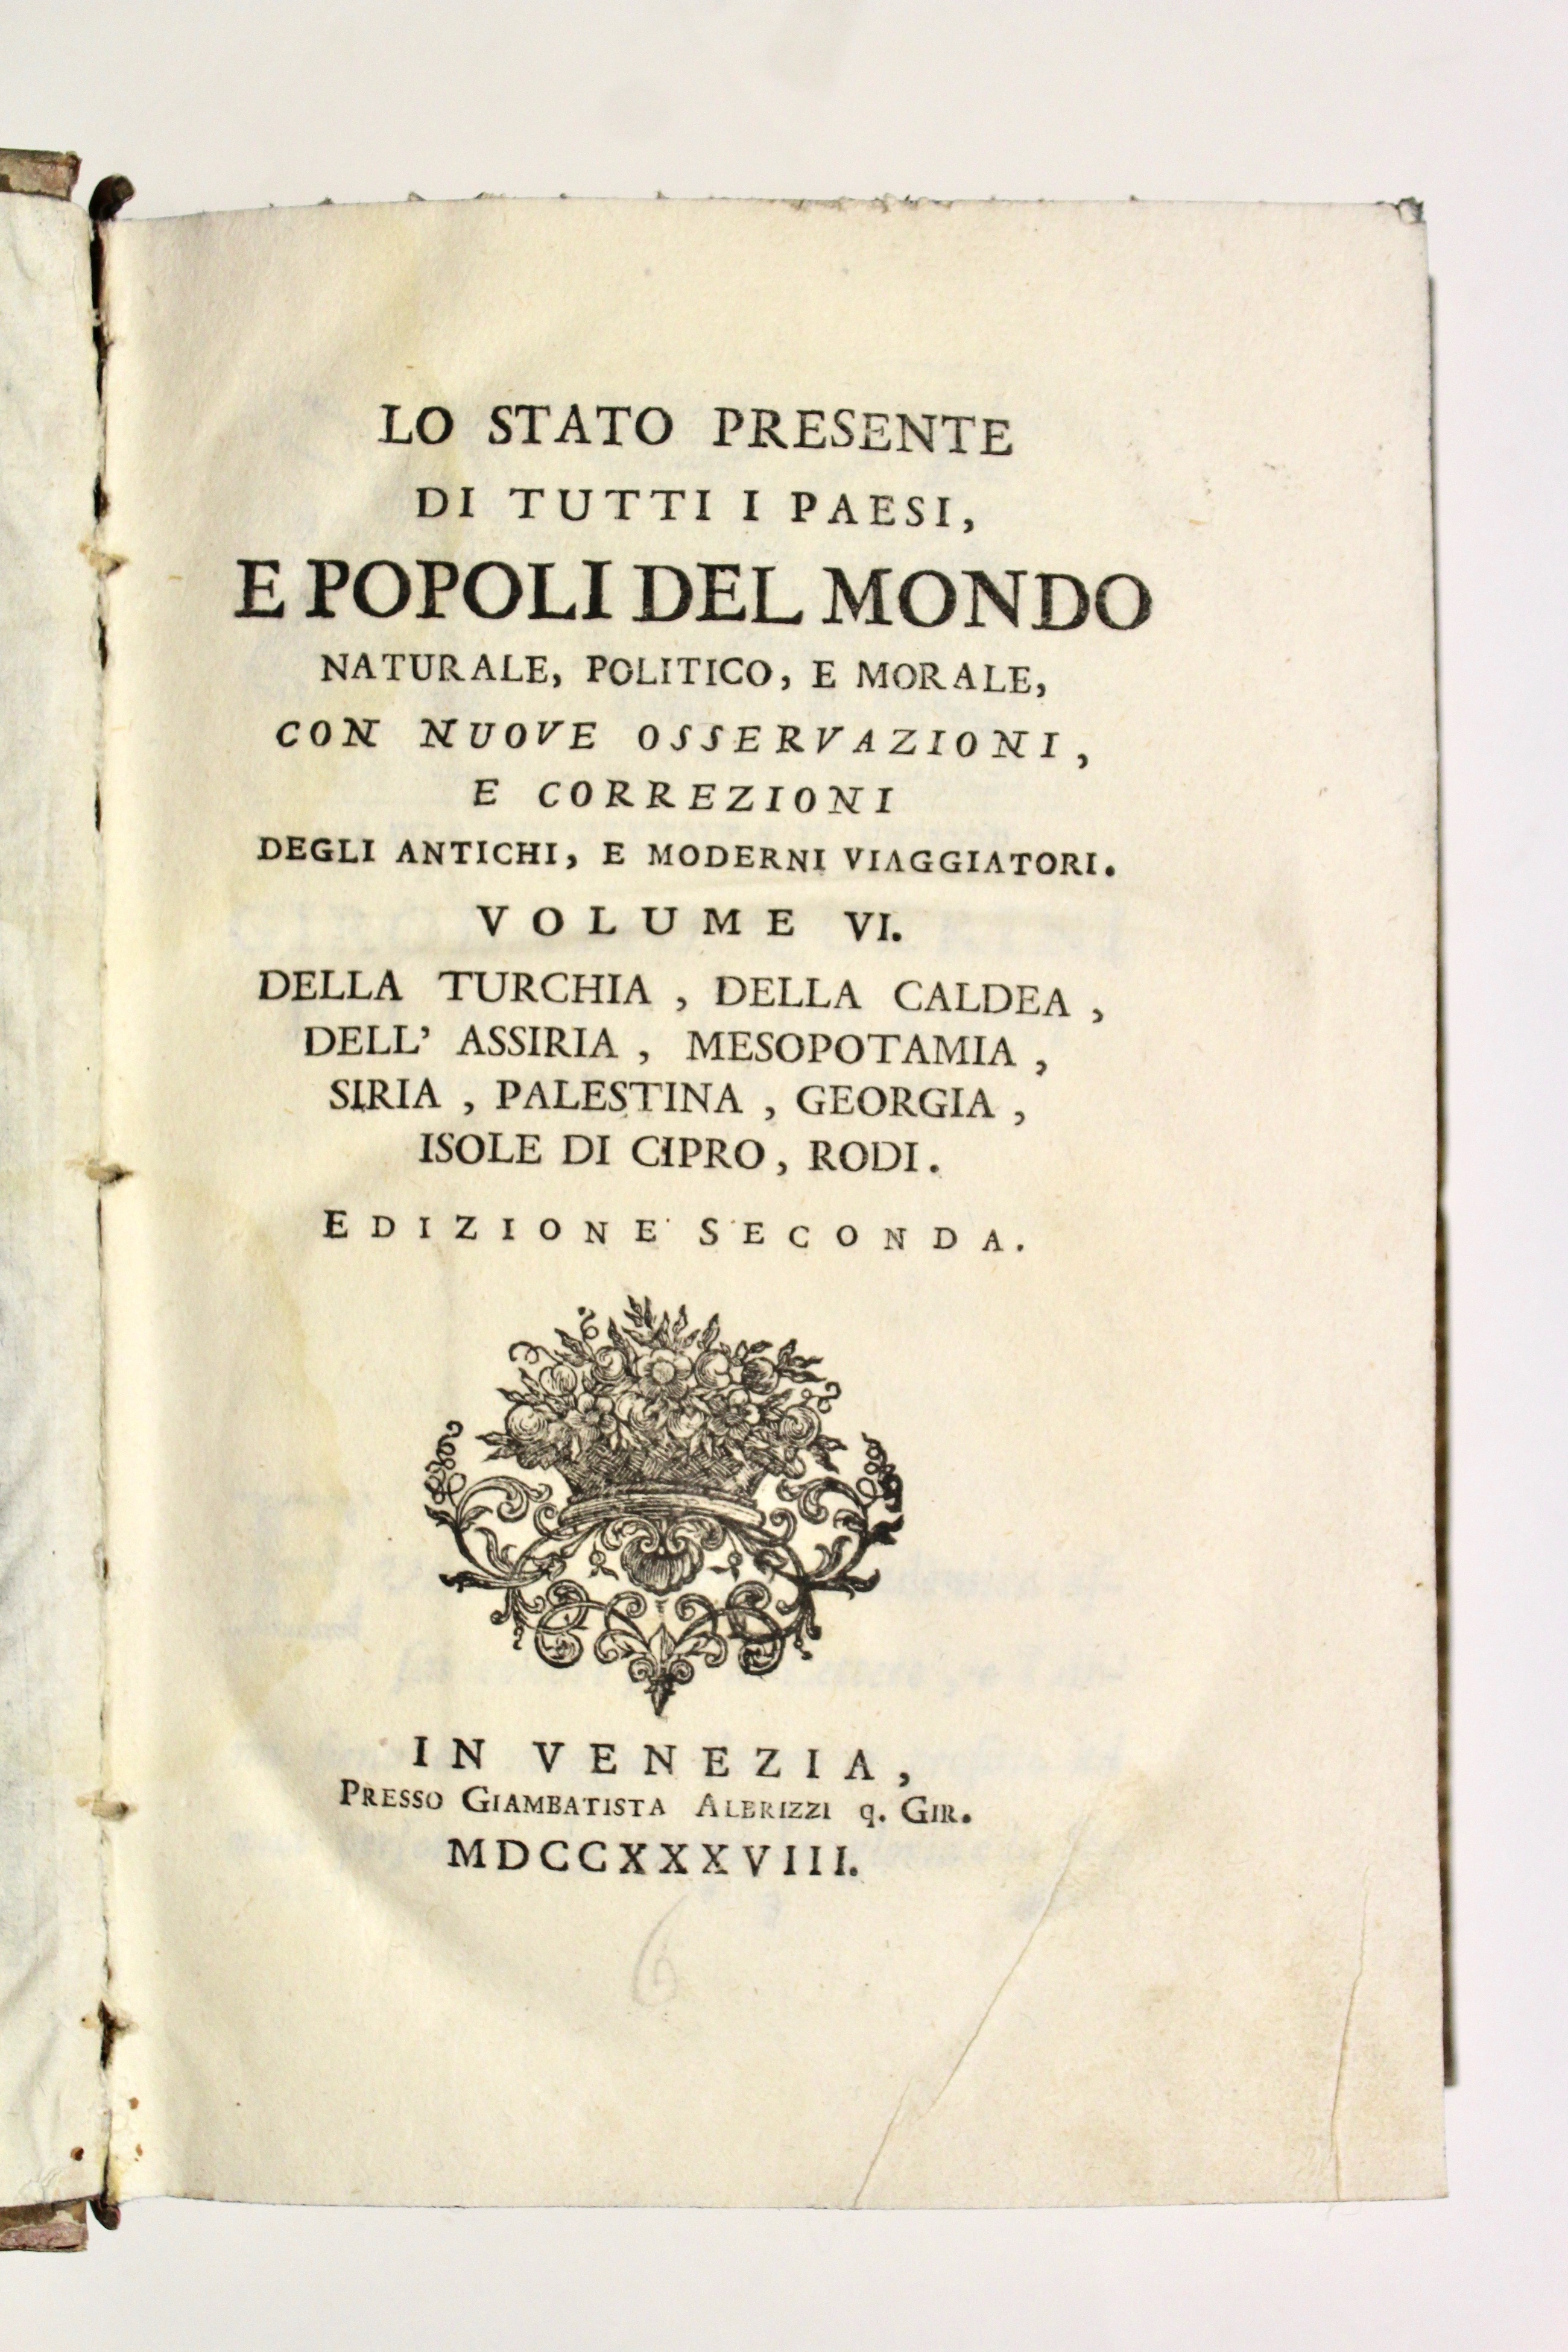 LO STATO PRESENTE
DI TUTTI I PAESI,
E POPOLI DEL MONDO
NATURALE, POLITICO, E MORALE,
CON NUOVE OSSERVAZIONI,
E CORREZIONI
DEGLI ANTICHI, E MODERNI VIAGGIATORI.
VOLUME VI.
DELLA TURCHIA, DELLA CALDEA,
DELL' ASSIRIA, MESOPOTAMIA,
SIRIA, PALESTINA, GEORGIA,
ISOLE DI CIPRO, RODI.
EDIZIONE SECONDA.
IN VENEZIA,
PRESSO GIAMBATISTA ALBRIZZI q. GIR.
MDCCXXXVIII.
6